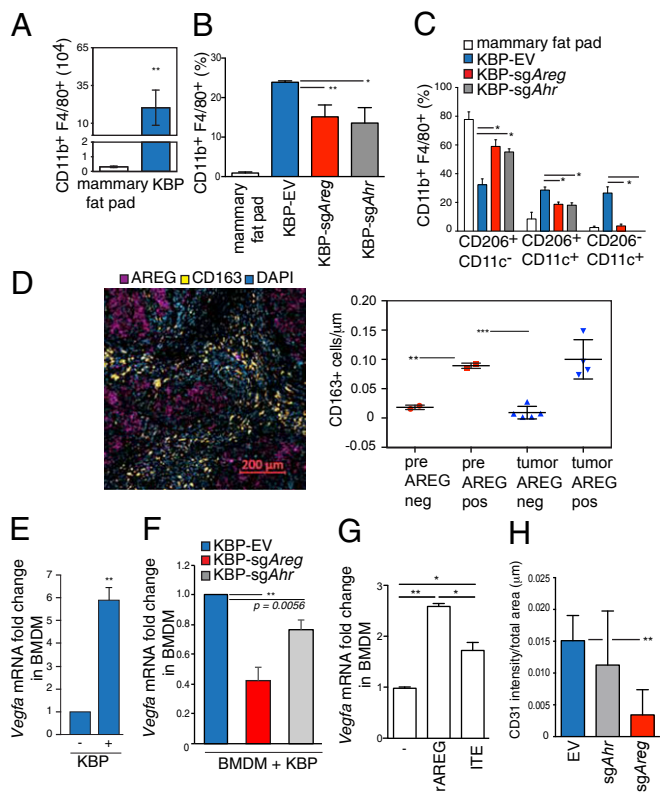 A
CD11b+ F4/80+ (10⁴)
65
35
5
2
0
**
mammary KBP
fat pad
B
CD11b+ F4/80+ (%)
50
40
30
20
10
0
**
*
mammary
fat pad
KBP-EV
KBP-sgAreg
KBP-sgAhr
C
mammary fat pad
KBP-EV
KBP-sgAreg
KBP-sgAhr
CD11b+ F4/80+ (%)
100
80
60
40
20
0
*
*
*
*
*
CD206+ CD206+ CD206-
CD11c- CD11c+ CD11c+
D
AREG CD163 DAPI
200 μm
CD163+ cells/μm
0.20
0.15
0.10
0.05
0
-0.05
**
***
pre pre tumor tumor
AREG AREG AREG AREG
neg pos neg pos
E
Vegfa mRNA fold change
in BMDM
7
6
5
4
3
2
1
0
**
- +
KBP
F
KBP-EV
KBP-sgAreg
KBP-sgAhr
Vegfa mRNA fold change
in BMDM
1.0
0.8
0.6
0.4
0.2
0
**
p = 0.0056
BMDM + KBP
G
Vegfa mRNA fold change
in BMDM
3
2
1
0
*
**
*
-
rAREG
ITE
H
CD31 intensity/total area (μm)
0.025
0.020
0.015
0.010
0.005
0.000
**
EV
sgAhr
sgAreg